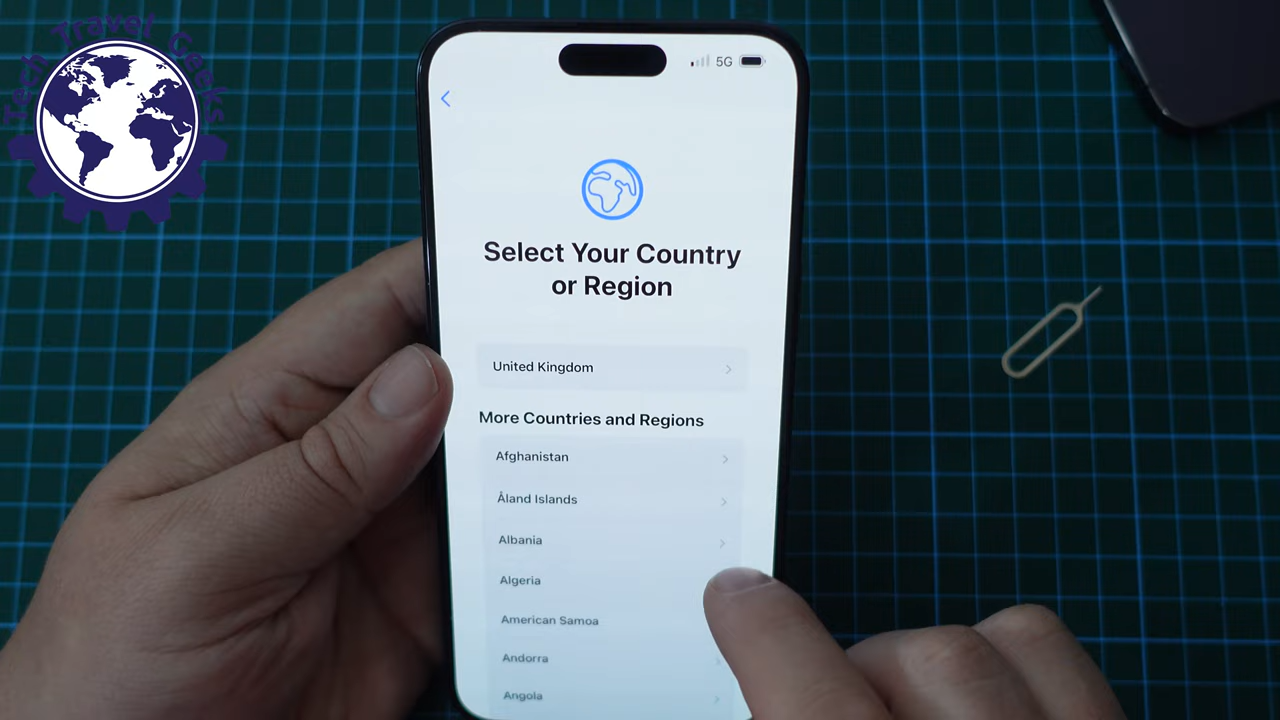 Tech Travel Geeks
5G
Select Your Country
or Region
United Kingdom
More Countries and Regions
Afghanistan
Åland Islands
Albania
Algeria
American Samoa
Andorra
Angola